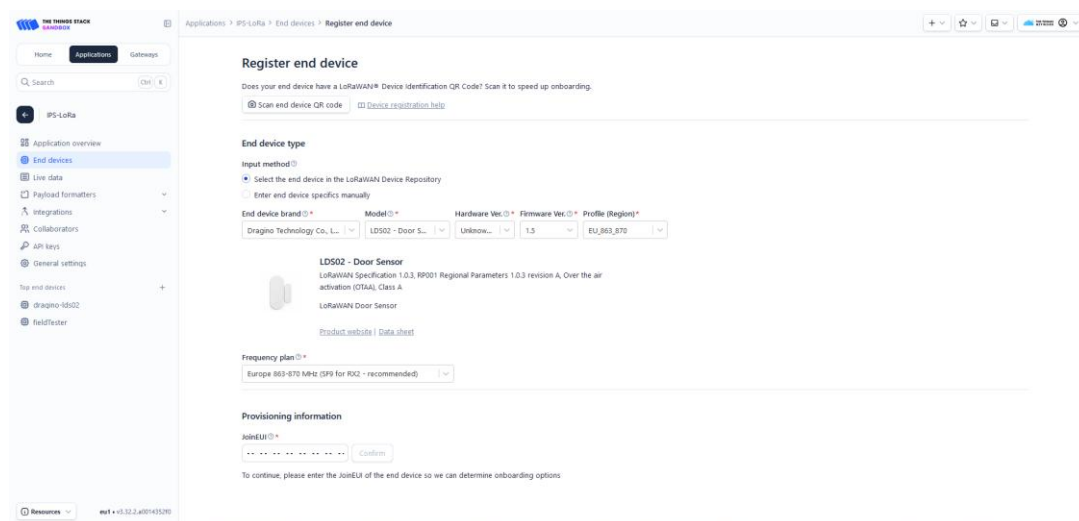 THE THINGS STACK
SANDBOX
Applications > IPS-LoRa > End devices > Register end device
Home Applications Gateways
Search Ctrl K
IPS-LoRa
Application overview
End devices
Live data
Payload formatters
Integrations
Collaborators
API keys
General settings
Top end devices +
dragino-lds02
fieldTester
Register end device
Does your end device have a LoRaWAN® Device Identification QR Code? Scan it to speed up onboarding.
Scan end device QR code Device registration help
End device type
Input method
Select the end device in the LoRaWAN Device Repository
Enter end device specifics manually
End device brand * Model * Hardware Ver. * Firmware Ver. * Profile (Region) *
Dragino Technology Co., L... LDS02 - Door S... Unknow... 1.5 EU_863_870
LDS02 - Door Sensor
LoRaWAN Specification 1.0.3, RP001 Regional Parameters 1.0.3 revision A, Over the air
activation (OTAA), Class A
LoRaWAN Door Sensor
Product website | Data sheet
Frequency plan *
Europe 863-870 MHz (SF9 for RX2 - recommended)
Provisioning information
JoinEUI *
-- -- -- -- -- -- -- -- Confirm
To continue, please enter the JoinEUI of the end device so we can determine onboarding options
Resources eu1 • v3.32.2.a0014352f0